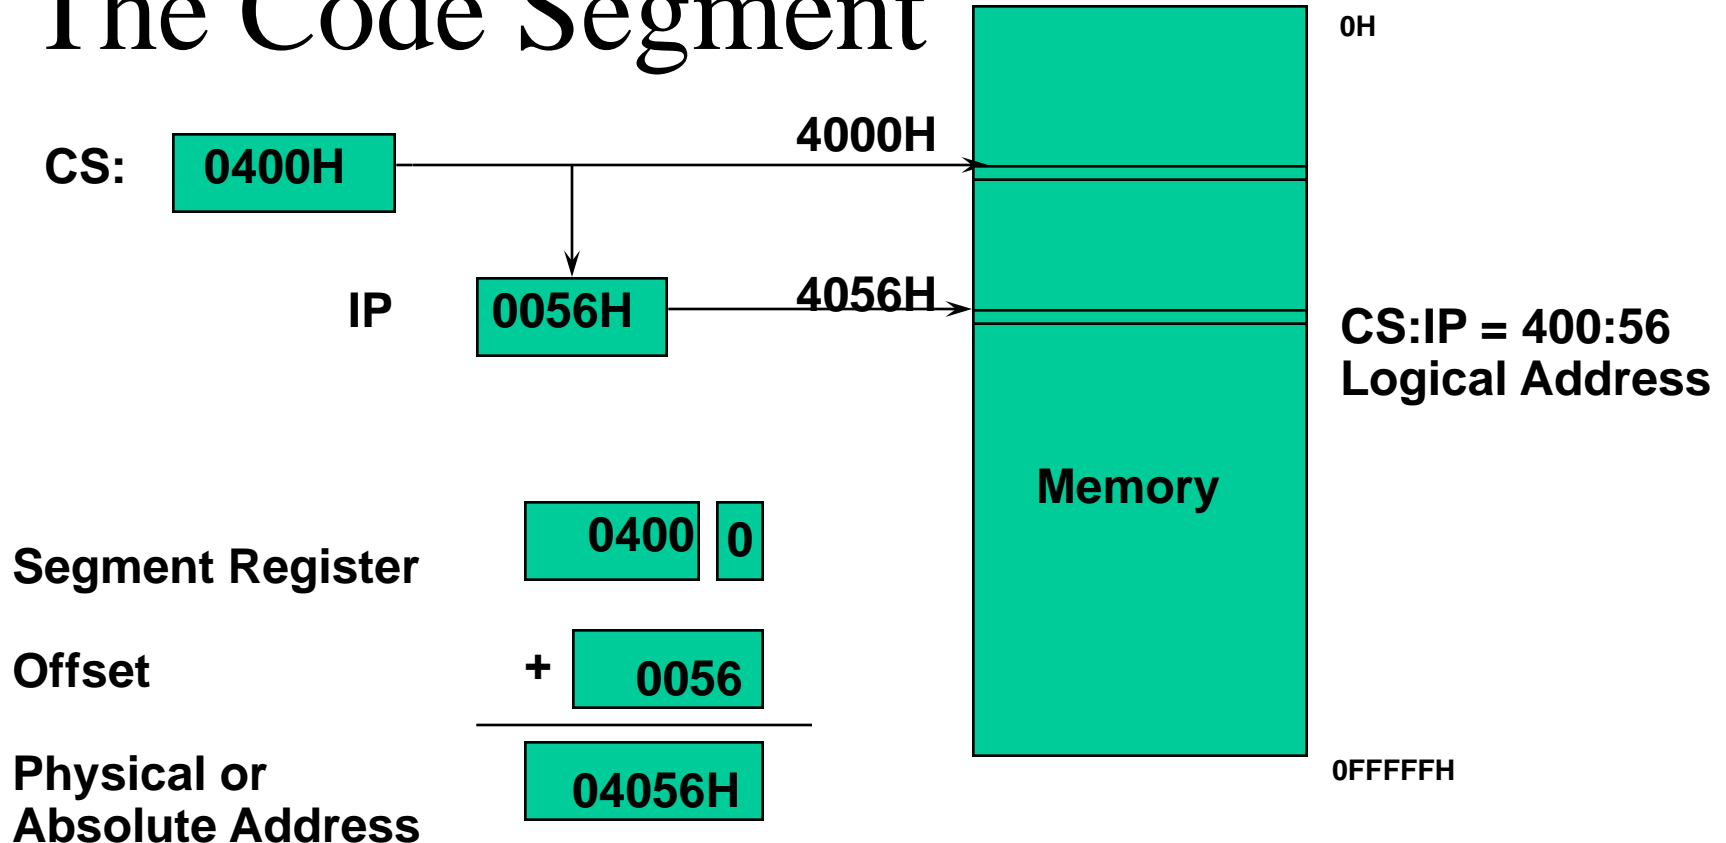 The Code Segment
0H
CS: 0400H 4000H
IP 0056H 4056H
CS:IP = 400:56
Logical Address
Memory
Segment Register 0400 0
Offset + 0056
Physical or
Absolute Address 04056H
0FFFFFH